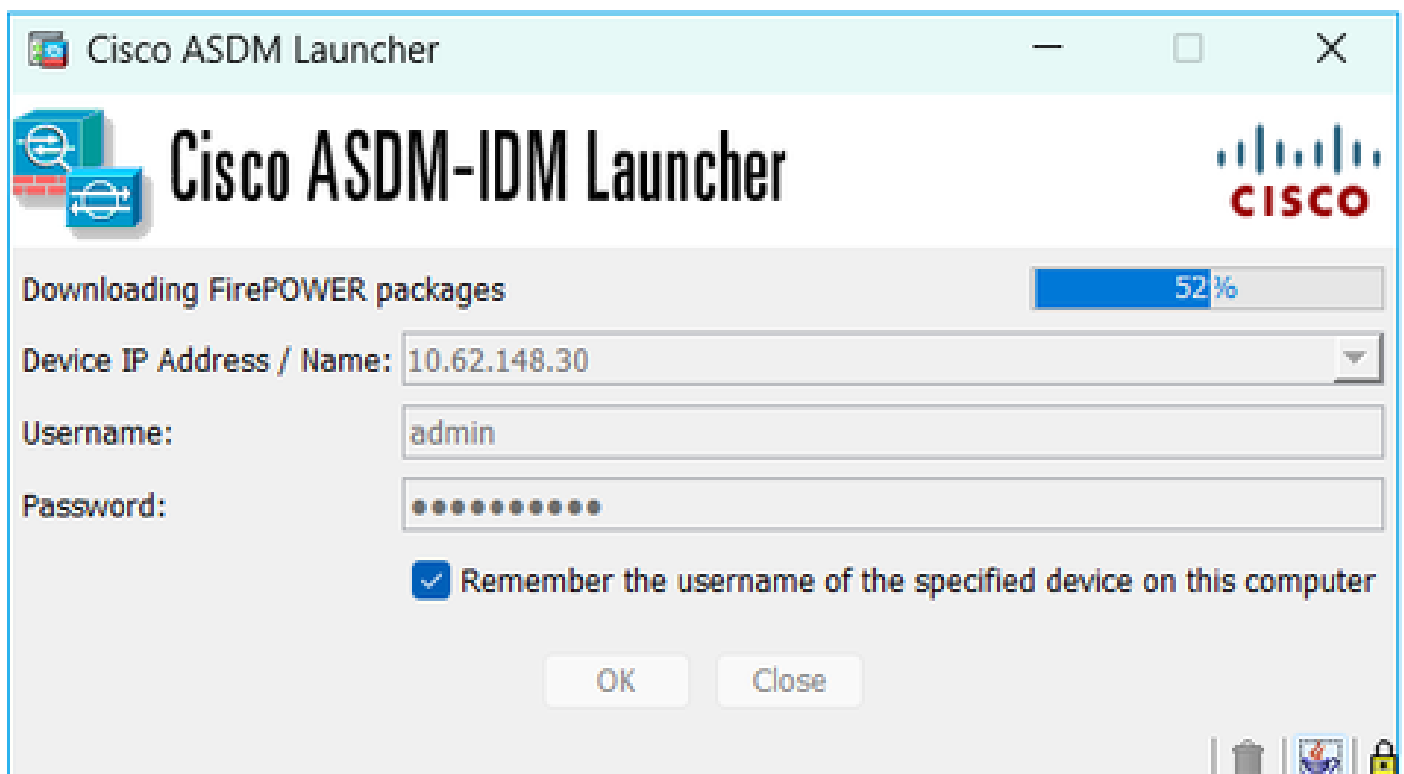 Cisco ASDM Launcher
Cisco ASDM-IDM Launcher
CISCO
Downloading FirePOWER packages 52%
Device IP Address / Name: 10.62.148.30
Username: admin
Password: ●●●●●●●●●●
Remember the username of the specified device on this computer
OK Close